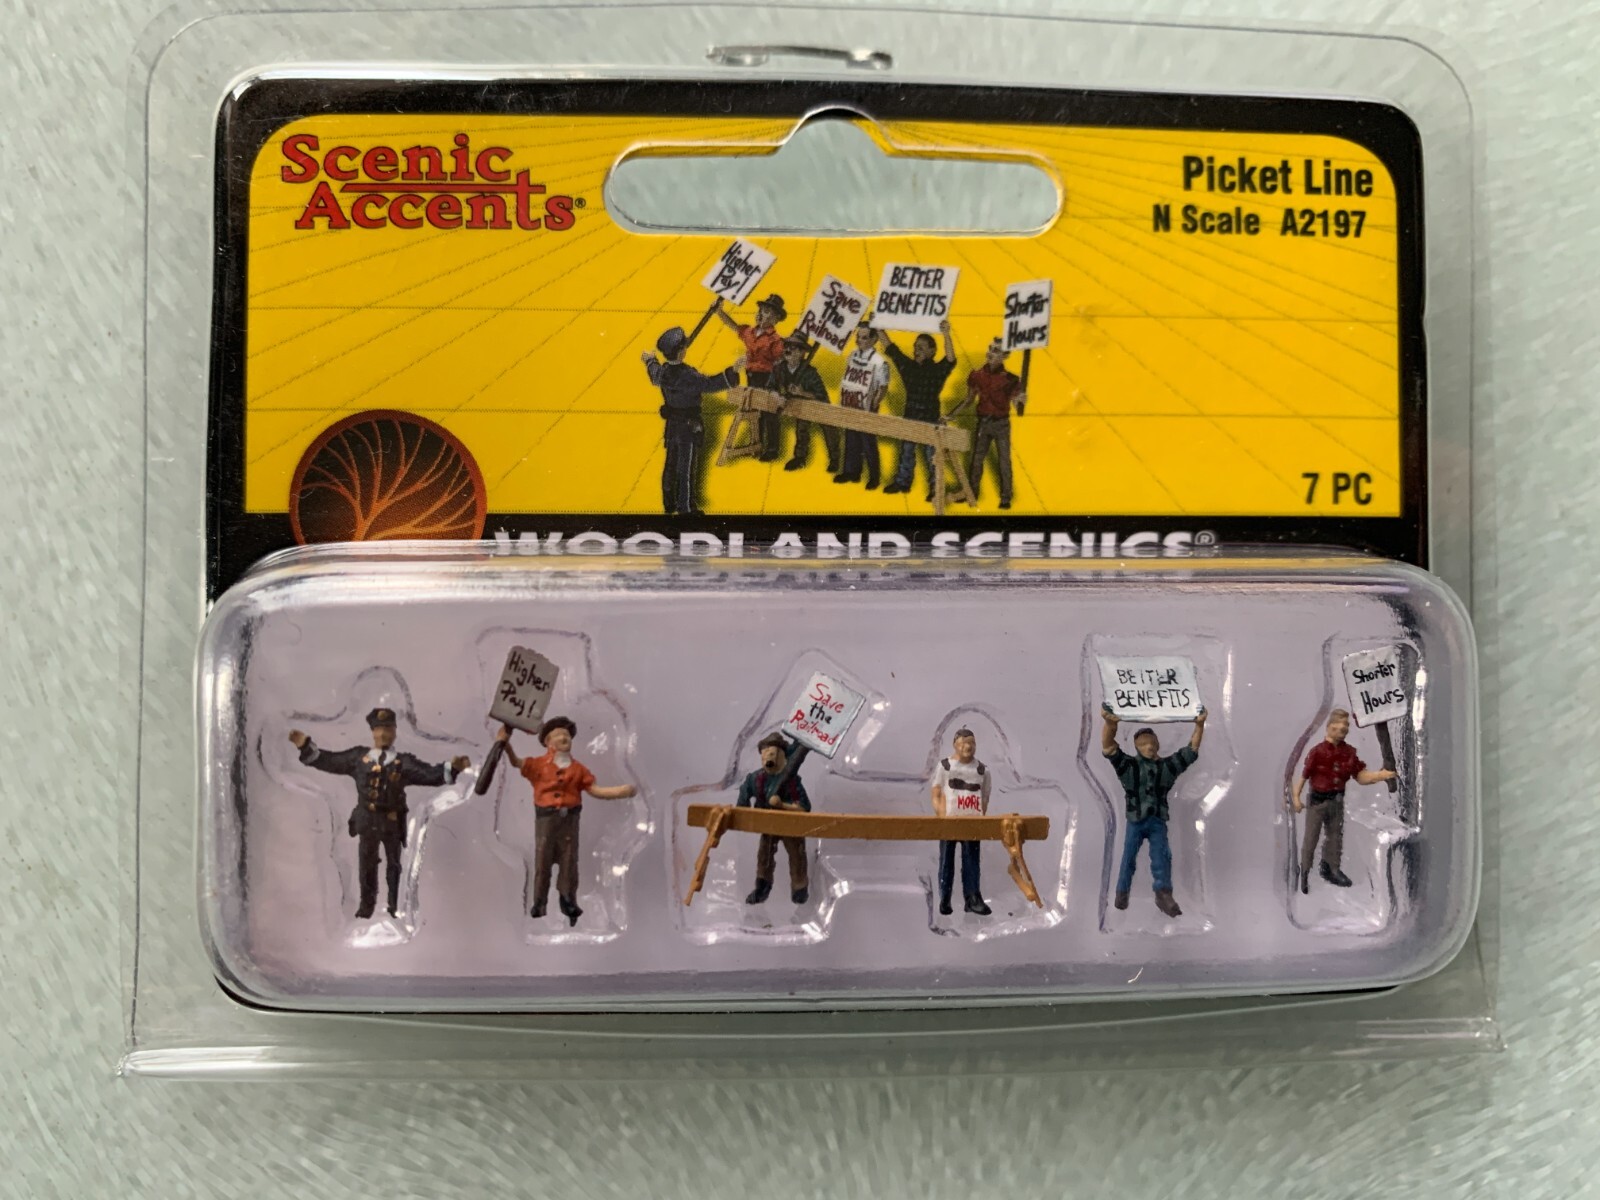 Scenic
Accents®
Picket Line
N Scale A2197
Higher
Pay!
Save
the
Railroad
BETTER
BENEFITS
Shorter
Hours
MORE
MONEY
7 PC
WOODLAND SCENICS®
Higher
Pay!
Save
the
Railroad
MORE
BETTER
BENEFITS
Shorter
Hours